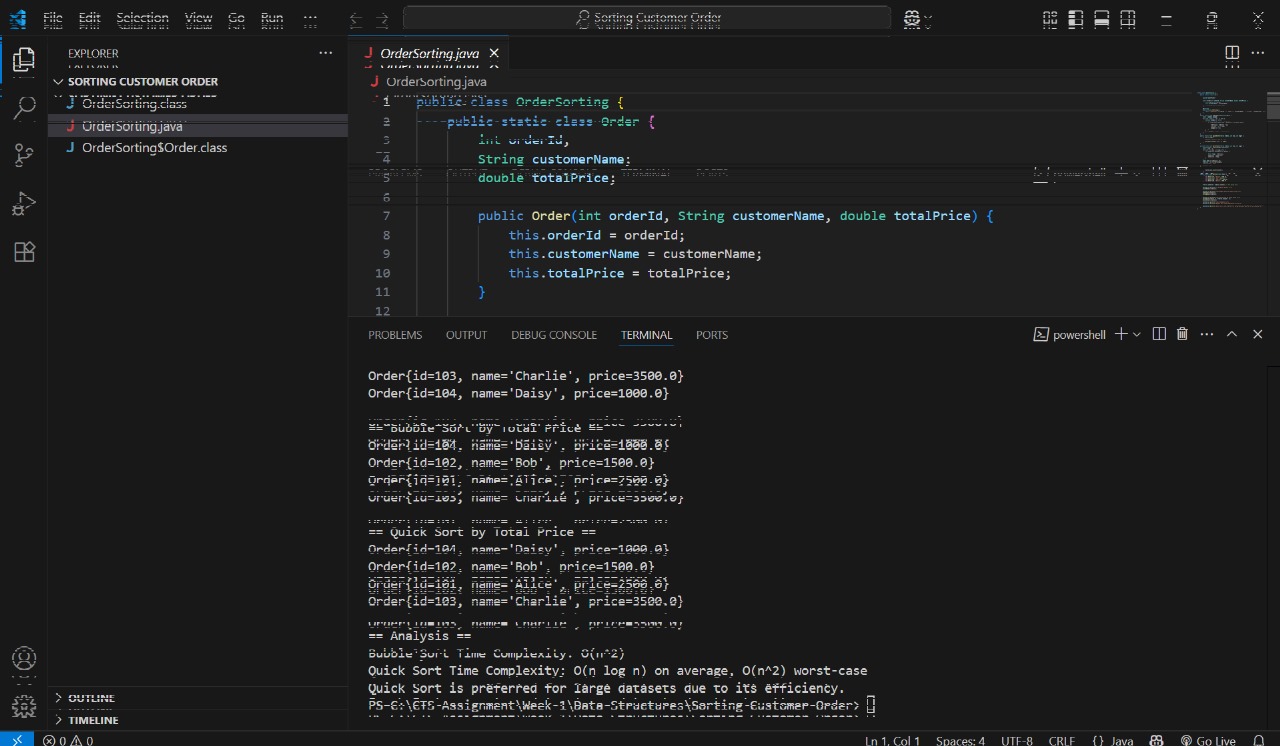 File Edit Selection View Go Run ···
Sorting Customer Order
EXPLORER
···
SORTING CUSTOMER ORDER
OrderSorting.class
J OrderSorting.java
J OrderSorting$Order.class
OUTLINE
TIMELINE
J OrderSorting.java
···
J OrderSorting.java
1 public class OrderSorting {
2 public static class Order {
3 int orderId;
4 String customerName;
5 double totalPrice;
6
7 public Order(int orderId, String customerName, double totalPrice) {
8 this.orderId = orderId;
9 this.customerName = customerName;
10 this.totalPrice = totalPrice;
11 }
12
PROBLEMS OUTPUT DEBUG CONSOLE TERMINAL PORTS
powershell
···
Order{id=103, name='Charlie', price=3500.0}
Order{id=104, name='Daisy', price=1000.0}
== Bubble Sort by Total Price ==
Order{id=104, name='Daisy', price=1000.0}
Order{id=102, name='Bob', price=1500.0}
Order{id=101, name='Alice', price=2500.0}
Order{id=103, name='Charlie', price=3500.0}
== Quick Sort by Total Price ==
Order{id=104, name='Daisy', price=1000.0}
Order{id=102, name='Bob', price=1500.0}
Order{id=101, name='Alice', price=2500.0}
Order{id=103, name='Charlie', price=3500.0}
== Analysis ==
Bubble Sort Time Complexity: O(n^2)
Quick Sort Time Complexity: O(n log n) on average, O(n^2) worst-case
Quick Sort is preferred for large datasets due to its efficiency.
PS C:\CTS-Assignment\Week-1\Data-Structures\Sorting-Customer-Order>
0 0
Ln 1, Col 1 Spaces: 4 UTF-8 CRLF {} Java Go Live